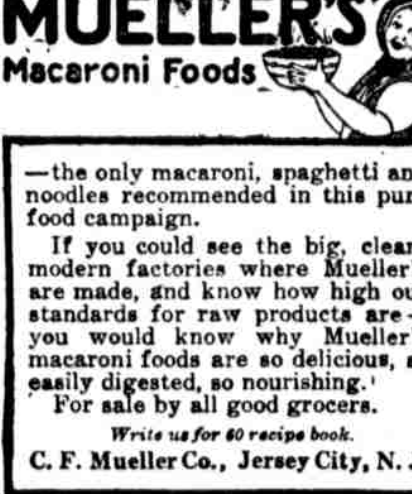 MUELLER'S
Macaroni Foods
—the only macaroni, spaghetti an
noodles recommended in this pur
food campaign.
If you could see the big, clean
modern factories where Mueller'
are made, and know how high ou
standards for raw products are—
you would know why Mueller
macaroni foods are so delicious, s
easily digested, so nourishing.
For sale by all good grocers.
Write us for 60 recipe book.
C. F. Mueller Co., Jersey City, N. J